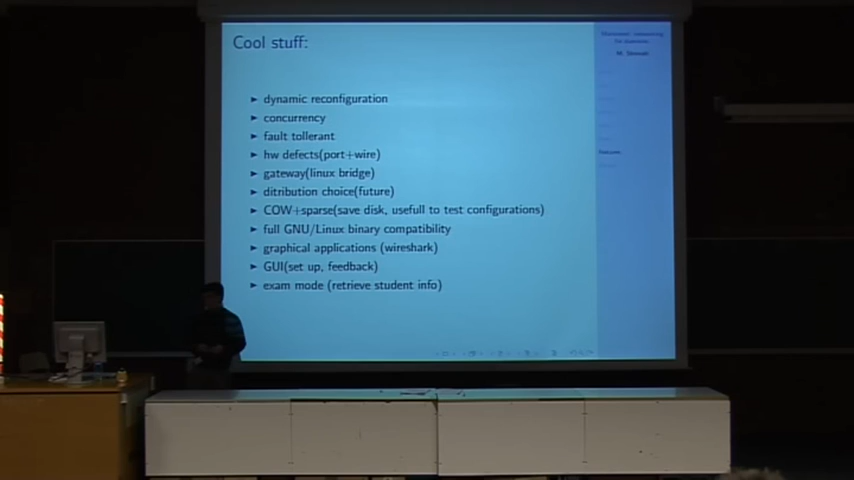 Cool stuff:
dynamic reconfiguration
concurrency
fault tollerant
hw defects(port+wire)
gateway(linux bridge)
ditribution choice(future)
COW+sparse(save disk, usefull to test configurations)
full GNU/Linux binary compatibility
graphical applications (wireshark)
GUI(set up, feedback)
exam mode (retrieve student info)